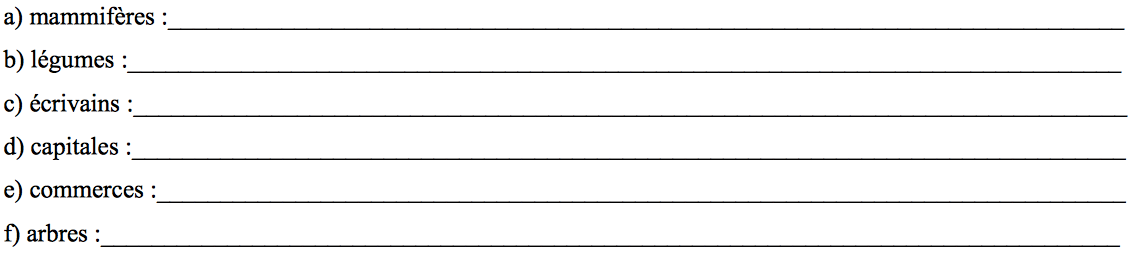 a) mammifères :
b) légumes :
c) écrivains :
d) capitales :
e) commerces :
f) arbres :